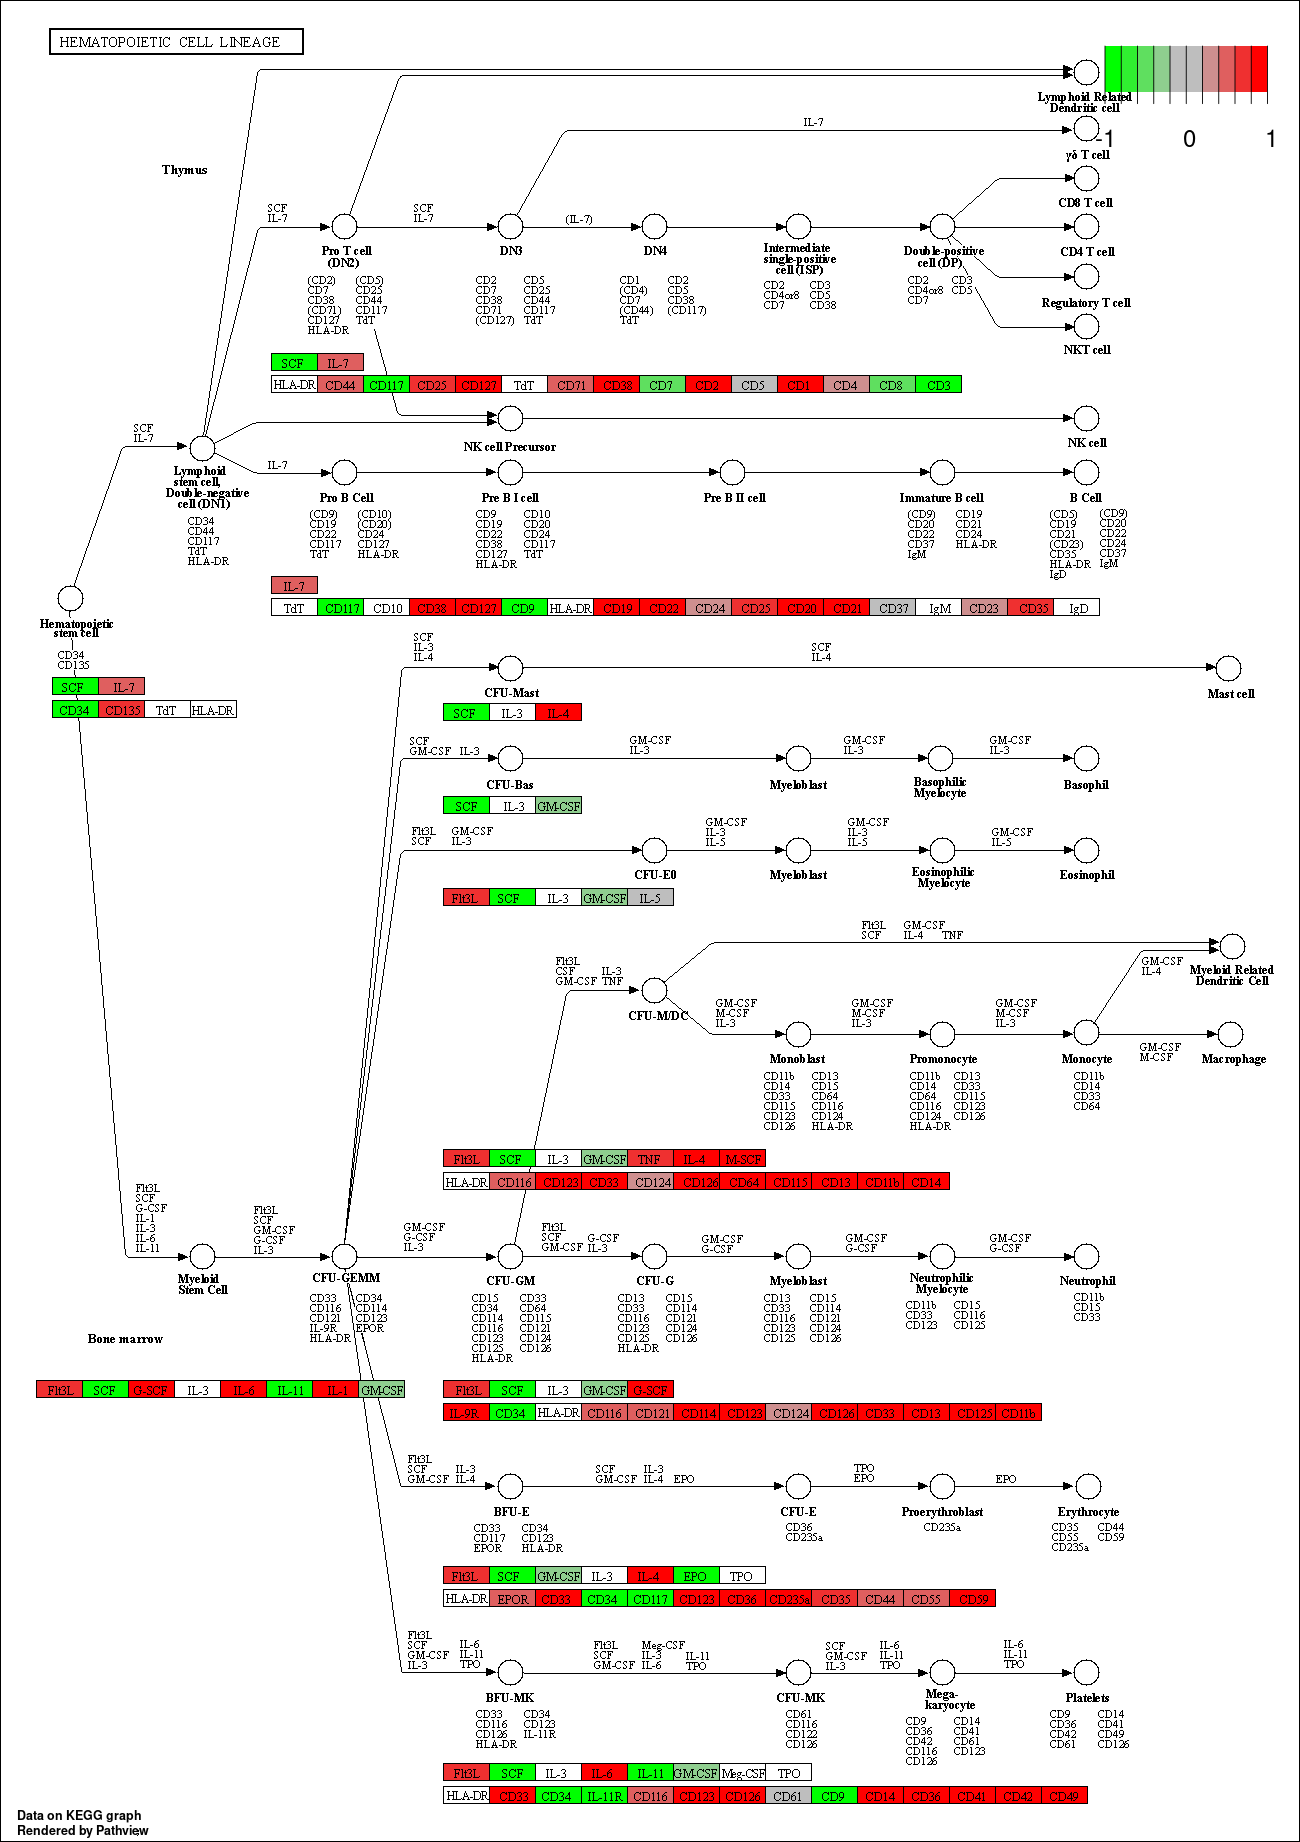 HEMATOPOIETIC CELL LINEAGE
-1 0 1
Lymphoid Related
Dendritic cell
IL-7
γδ T cell
Thymus
CD8 T cell
SCF
IL-7
SCF
IL-7
(IL-7)
Pro T cell
(DN2)
DN3
DN4
Intermediate
single-positive
cell (ISP)
Double-positive
cell (DP)
CD4 T cell
(CD2) (CD5)
CD7 CD25
CD38 CD44
(CD71) CD117
CD127 TdT
HLA-DR
CD2 CD5
CD7 CD25
CD38 CD44
CD71 CD117
(CD127) TdT
CD1 CD2
(CD4) CD5
CD7 CD38
(CD44) (CD117)
TdT
CD2 CD3
CD4or8 CD5
CD7 CD38
CD2 CD3
CD4or8 CD5
CD7
Regulatory T cell
NKT cell
SCF IL-7
HLA-DR CD44 CD117 CD25 CD127 TdT CD71 CD38 CD7 CD2 CD5 CD1 CD4 CD8 CD3
SCF
IL-7
NK cell Precursor
NK cell
IL-7
Lymphoid
stem cell,
Double-negative
cell (DN1)
CD34
CD44
CD117
TdT
HLA-DR
Pro B Cell
Pre B I cell
Pre B II cell
Immature B cell
B Cell
(CD9) (CD10)
CD19 (CD20)
CD22 CD24
CD117 CD127
TdT HLA-DR
CD9 CD10
CD19 CD20
CD22 CD24
CD38 CD117
CD127 TdT
HLA-DR
(CD9) CD19
CD20 CD21
CD22 CD24
CD37 HLA-DR
IgM
(CD5) (CD9)
CD19 CD20
CD21 CD22
(CD23) CD24
CD35 CD37
HLA-DR IgM
IgD
IL-7
TdT CD117 CD10 CD38 CD127 CD9 HLA-DR CD19 CD22 CD24 CD25 CD20 CD21 CD37 IgM CD23 CD35 IgD
Hematopoietic
stem cell
CD34
CD135
SCF IL-7
CD34 CD135 TdT HLA-DR
SCF
IL-3
IL-4
SCF
IL-4
CFU-Mast
Mast cell
SCF IL-3 IL-4
SCF
GM-CSF IL-3
GM-CSF
IL-3
GM-CSF
IL-3
GM-CSF
IL-3
CFU-Bas
Myeloblast
Basophilic
Myelocyte
Basophil
SCF IL-3 GM-CSF
Flt3L GM-CSF
SCF IL-3
GM-CSF
IL-3
IL-5
GM-CSF
IL-3
IL-5
GM-CSF
IL-5
CFU-E0
Myeloblast
Eosinophilic
Myelocyte
Eosinophil
Flt3L SCF IL-3 GM-CSF IL-5
Flt3L GM-CSF
SCF IL-4 TNF
Flt3L
CSF IL-3
GM-CSF TNF
GM-CSF
IL-4
Myeloid Related
Dendritic Cell
CFU-M/DC
GM-CSF
M-CSF
IL-3
GM-CSF
M-CSF
IL-3
GM-CSF
M-CSF
IL-3
GM-CSF
M-CSF
Monoblast
Promonocyte
Monocyte
Macrophage
CD11b CD13
CD14 CD15
CD33 CD64
CD115 CD116
CD123 CD124
CD126 HLA-DR
CD11b CD13
CD14 CD33
CD64 CD115
CD116 CD123
CD124 CD126
HLA-DR
CD11b
CD14
CD33
CD64
Flt3L SCF IL-3 GM-CSF TNF IL-4 M-SCF
HLA-DR CD116 CD123 CD33 CD124 CD126 CD64 CD115 CD13 CD11b CD14
Flt3L
SCF
G-CSF
IL-1
IL-3
IL-6
IL-11
Flt3L
SCF
GM-CSF
G-CSF
IL-3
GM-CSF
G-CSF
IL-3
Flt3L
SCF G-CSF
GM-CSF IL-3
GM-CSF
G-CSF
GM-CSF
G-CSF
GM-CSF
G-CSF
Myeloid
Stem Cell
CFU-GEMM
CFU-GM
CFU-G
Myeloblast
Neutrophilic
Myelocyte
Neutrophil
CD33 CD34
CD116 CD114
CD121 CD123
IL-9R EPOR
HLA-DR
CD15 CD33
CD34 CD64
CD114 CD115
CD116 CD121
CD123 CD124
CD125 CD126
HLA-DR
CD13 CD15
CD33 CD114
CD116 CD121
CD123 CD124
CD125 CD126
HLA-DR
CD13 CD15
CD33 CD114
CD116 CD121
CD123 CD124
CD125 CD126
CD11b CD15
CD33 CD116
CD123 CD125
CD11b
CD15
CD33
Bone marrow
Flt3L SCF G-SCF IL-3 IL-6 IL-11 IL-1 GM-CSF
Flt3L SCF IL-3 GM-CSF G-SCF
IL-9R CD34 HLA-DR CD116 CD121 CD114 CD123 CD124 CD126 CD33 CD13 CD125 CD11b
Flt3L
SCF IL-3
GM-CSF IL-4
SCF IL-3
GM-CSF IL-4 EPO
TPO
EPO
EPO
BFU-E
CFU-E
Proerythroblast
Erythrocyte
CD33 CD34
CD117 CD123
EPOR HLA-DR
CD36
CD235a
CD235a
CD35 CD44
CD55 CD59
CD235a
Flt3L SCF GM-CSF IL-3 IL-4 EPO TPO
HLA-DR EPOR CD33 CD34 CD117 CD123 CD36 CD235a CD35 CD44 CD55 CD59
Flt3L
SCF IL-6
GM-CSF IL-11
IL-3 TPO
Flt3L Meg-CSF
SCF IL-3 IL-11
GM-CSF IL-6 TPO
SCF IL-6
GM-CSF IL-11
IL-3 TPO
IL-6
IL-11
TPO
BFU-MK
CFU-MK
Mega-
karyocyte
Platelets
CD33 CD34
CD116 CD123
CD126 IL-11R
HLA-DR
CD61
CD116
CD122
CD126
CD9 CD14
CD36 CD41
CD42 CD61
CD116 CD123
CD126
CD9 CD14
CD36 CD41
CD42 CD49
CD61 CD126
Flt3L SCF IL-3 IL-6 IL-11 GM-CSF Meg-CSF TPO
HLA-DR CD33 CD34 IL-11R CD116 CD123 CD126 CD61 CD9 CD14 CD36 CD41 CD42 CD49
Data on KEGG graph
Rendered by Pathview